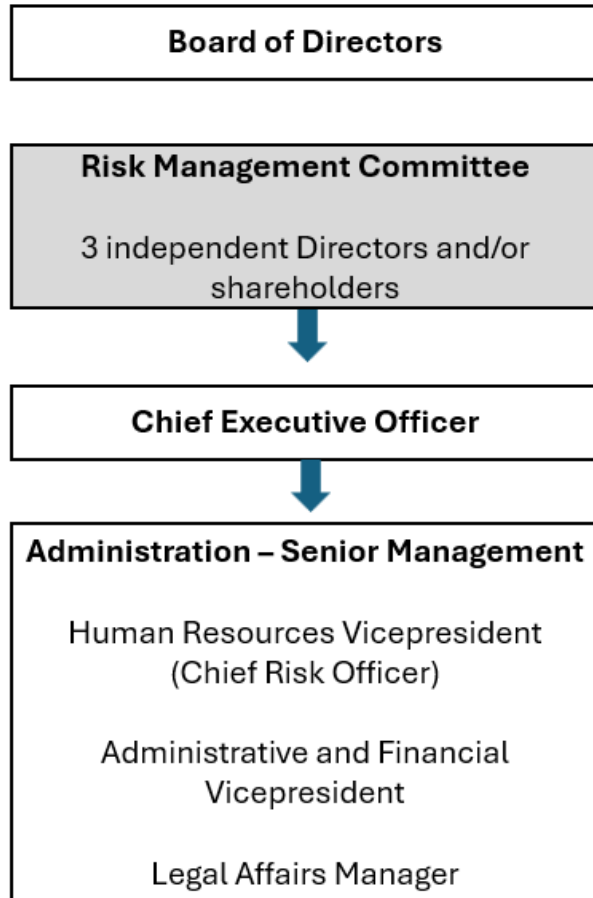 Board of Directors
Risk Management Committee
3 independent Directors and/or
shareholders
Chief Executive Officer
Administration – Senior Management
Human Resources Vicepresident
(Chief Risk Officer)
Administrative and Financial
Vicepresident
Legal Affairs Manager